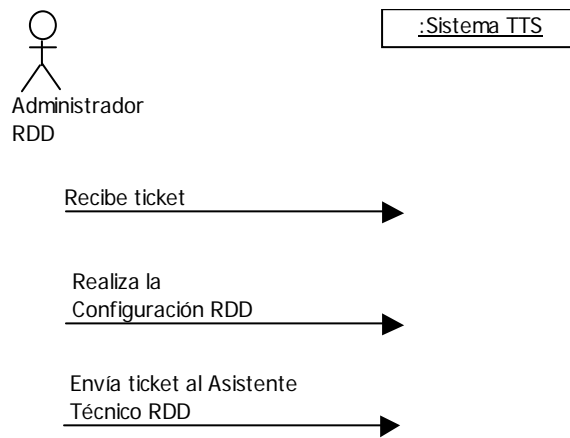 :Sistema TTS
Administrador
RDD
Recibe ticket
Realiza la
Configuración RDD
Envía ticket al Asistente
Técnico RDD